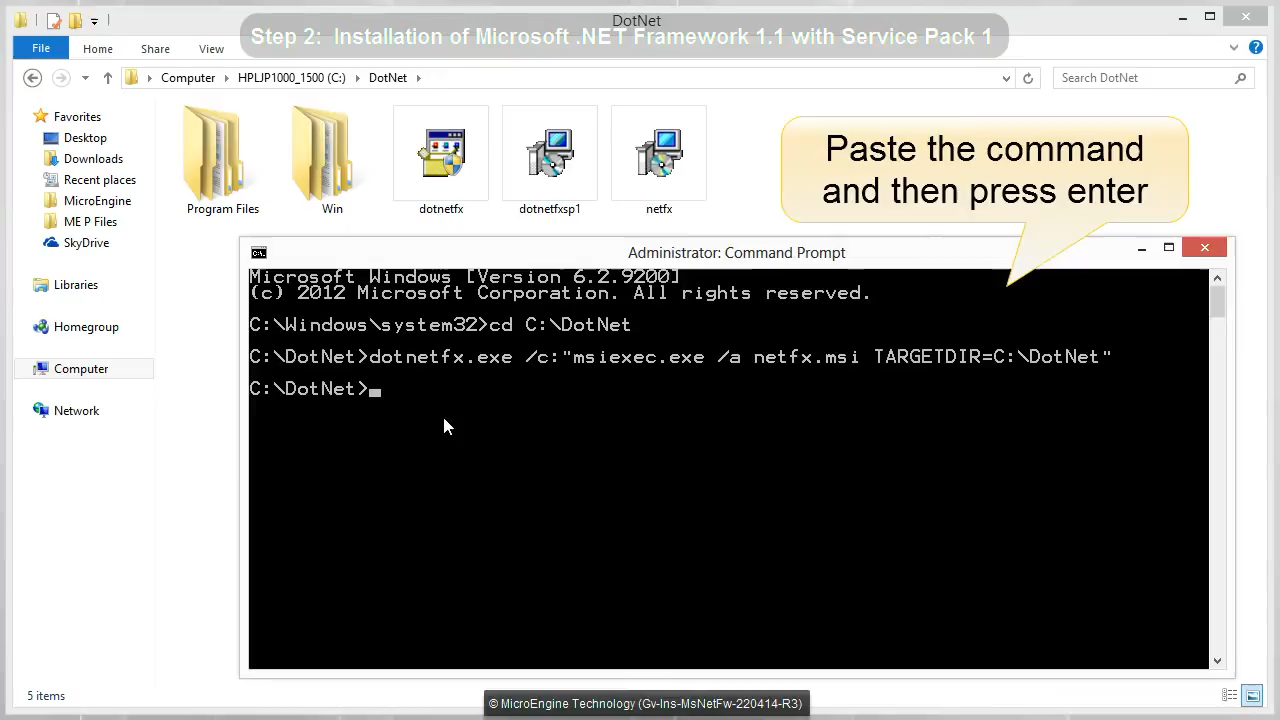 DotNet
Step 2: Installation of Microsoft .NET Framework 1.1 with Service Pack 1
File
Home
Share
View
Computer
HPLJP1000_1500 (C:)
DotNet
Search DotNet
Favorites
Desktop
Downloads
Recent places
MicroEngine
ME P Files
SkyDrive
Libraries
Homegroup
Computer
Network
Program Files
Win
dotnetfx
dotnetfxsp1
netfx
Paste the command
and then press enter
Administrator: Command Prompt
Microsoft Windows [Version 6.2.9200]
(c) 2012 Microsoft Corporation. All rights reserved.
C:\Windows\system32>cd C:\DotNet
C:\DotNet>dotnetfx.exe /c:"msiexec.exe /a netfx.msi TARGETDIR=C:\DotNet"
C:\DotNet>
5 items
© MicroEngine Technology (Gv-Ins-MsNetFw-220414-R3)